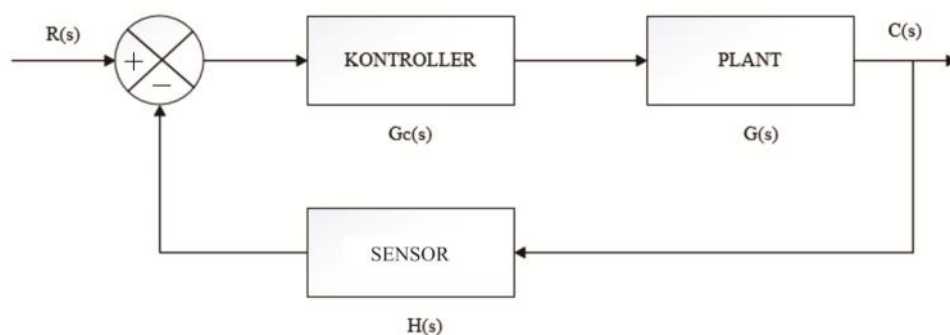 R(s)
+
−
KONTROLLER
Gc(s)
PLANT
G(s)
C(s)
SENSOR
H(s)